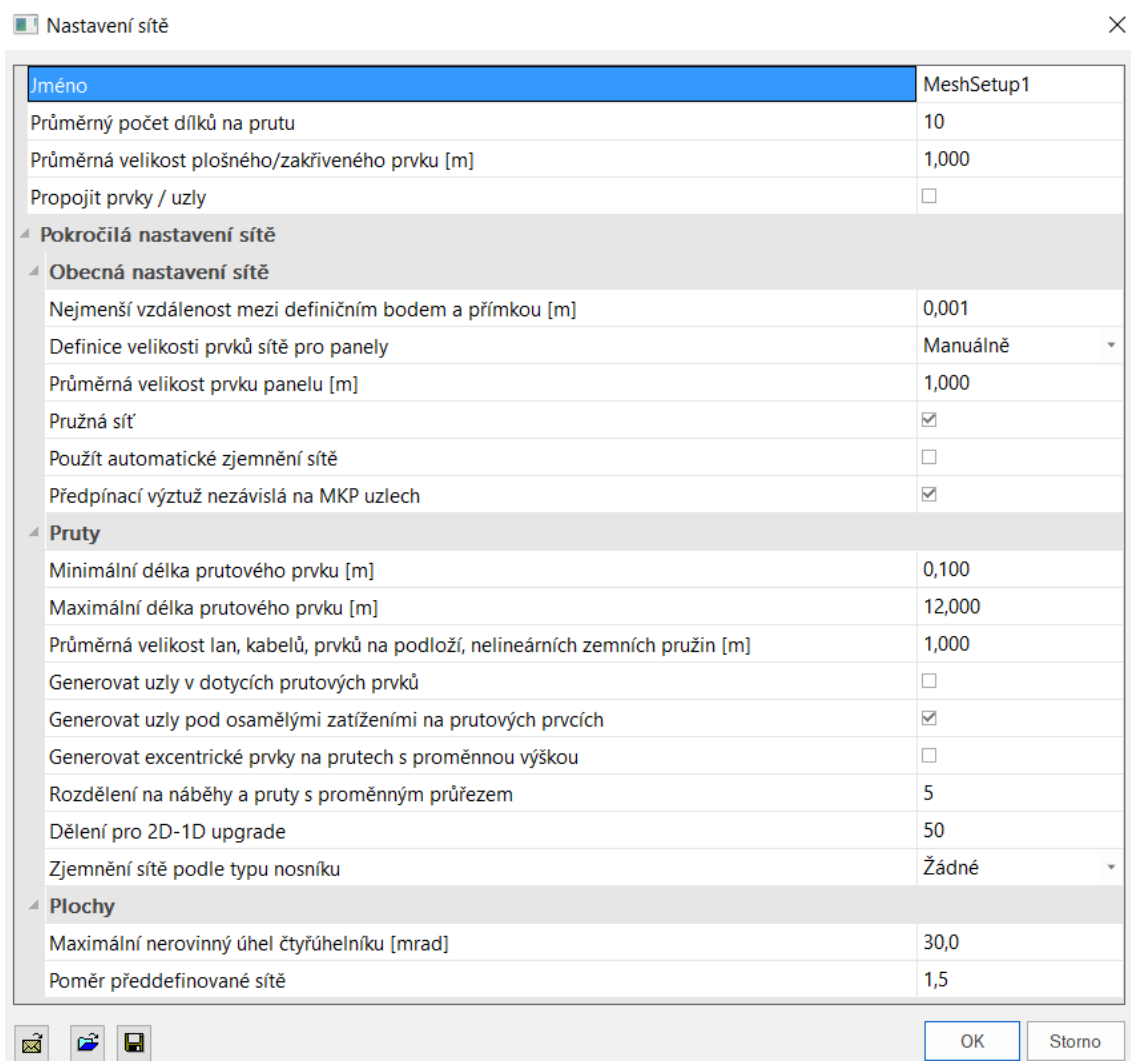 Nastavení sítě
Jméno MeshSetup1
Průměrný počet dílků na prutu 10
Průměrná velikost plošného/zakřiveného prvku [m] 1,000
Propojit prvky / uzly
Pokročilá nastavení sítě
Obecná nastavení sítě
Nejmenší vzdálenost mezi definičním bodem a přímkou [m] 0,001
Definice velikosti prvků sítě pro panely Manuálně
Průměrná velikost prvku panelu [m] 1,000
Pružná síť
Použít automatické zjemnění sítě
Předpínací výztuž nezávislá na MKP uzlech
Pruty
Minimální délka prutového prvku [m] 0,100
Maximální délka prutového prvku [m] 12,000
Průměrná velikost lan, kabelů, prvků na podloží, nelineárních zemních pružin [m] 1,000
Generovat uzly v dotycích prutových prvků
Generovat uzly pod osamělými zatíženími na prutových prvcích
Generovat excentrické prvky na prutech s proměnnou výškou
Rozdělení na náběhy a pruty s proměnným průřezem 5
Dělení pro 2D-1D upgrade 50
Zjemnění sítě podle typu nosníku Žádné
Plochy
Maximální nerovinný úhel čtyřúhelníku [mrad] 30,0
Poměr předdefinované sítě 1,5
OK Storno